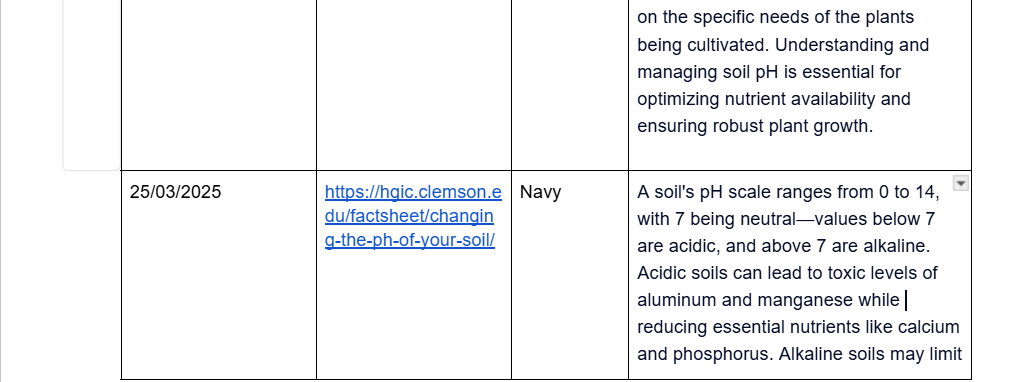 on the specific needs of the plants
being cultivated. Understanding and
managing soil pH is essential for
optimizing nutrient availability and
ensuring robust plant growth.
25/03/2025
https://hgic.clemson.e
du/factsheet/changin
g-the-ph-of-your-soil/
Navy
A soil's pH scale ranges from 0 to 14,
with 7 being neutral—values below 7
are acidic, and above 7 are alkaline.
Acidic soils can lead to toxic levels of
aluminum and manganese while
reducing essential nutrients like calcium
and phosphorus. Alkaline soils may limit